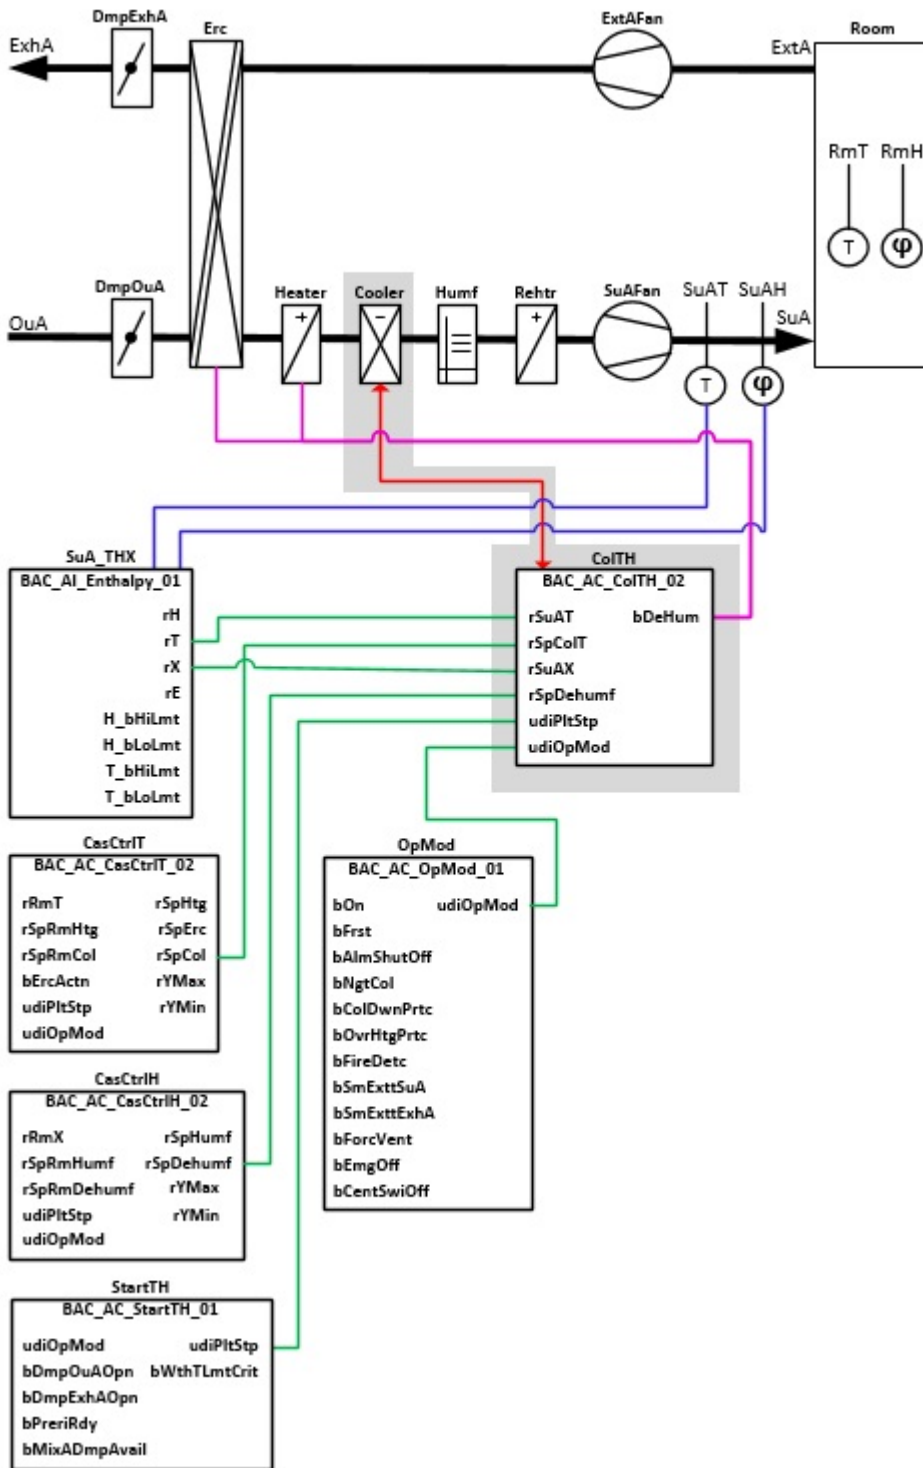 DmpExhA
Erc
ExtAFan
Room
ExhA
ExtA
RmT RmH
T φ
DmpOuA
Heater
Cooler
Humf
Rehtr
SuAFan
SuAT SuAH
OuA
SuA
+
−
+
T φ
SuA_THX
BAC_AI_Enthalpy_01
rH
rT
rX
rE
H_bHiLmt
H_bLoLmt
T_bHiLmt
T_bLoLmt
ColTH
BAC_AC_ColTH_02
rSuAT bDeHum
rSpColT
rSuAX
rSpDehumf
udiPltStp
udiOpMod
CasCtrlT
BAC_AC_CasCtrlT_02
rRmT rSpHtg
rSpRmHtg rSpErc
rSpRmCol rSpCol
bErcActn rYMax
udiPltStp rYMin
udiOpMod
OpMod
BAC_AC_OpMod_01
bOn udiOpMod
bFrst
bAlmShutOff
bNgtCol
bColDwnPrtc
bOvrHtgPrtc
bFireDetc
bSmExttSuA
bSmExttExhA
bForcVent
bEmgOff
bCentSwiOff
CasCtrlH
BAC_AC_CasCtrlH_02
rRmX rSpHumf
rSpRmHumf rSpDehumf
rSpRmDehumf rYMax
udiPltStp rYMin
udiOpMod
StartTH
BAC_AC_StartTH_01
udiOpMod udiPltStp
bDmpOuAOpn bWthTLmtCrit
bDmpExhAOpn
bPreriRdy
bMixADmpAvail